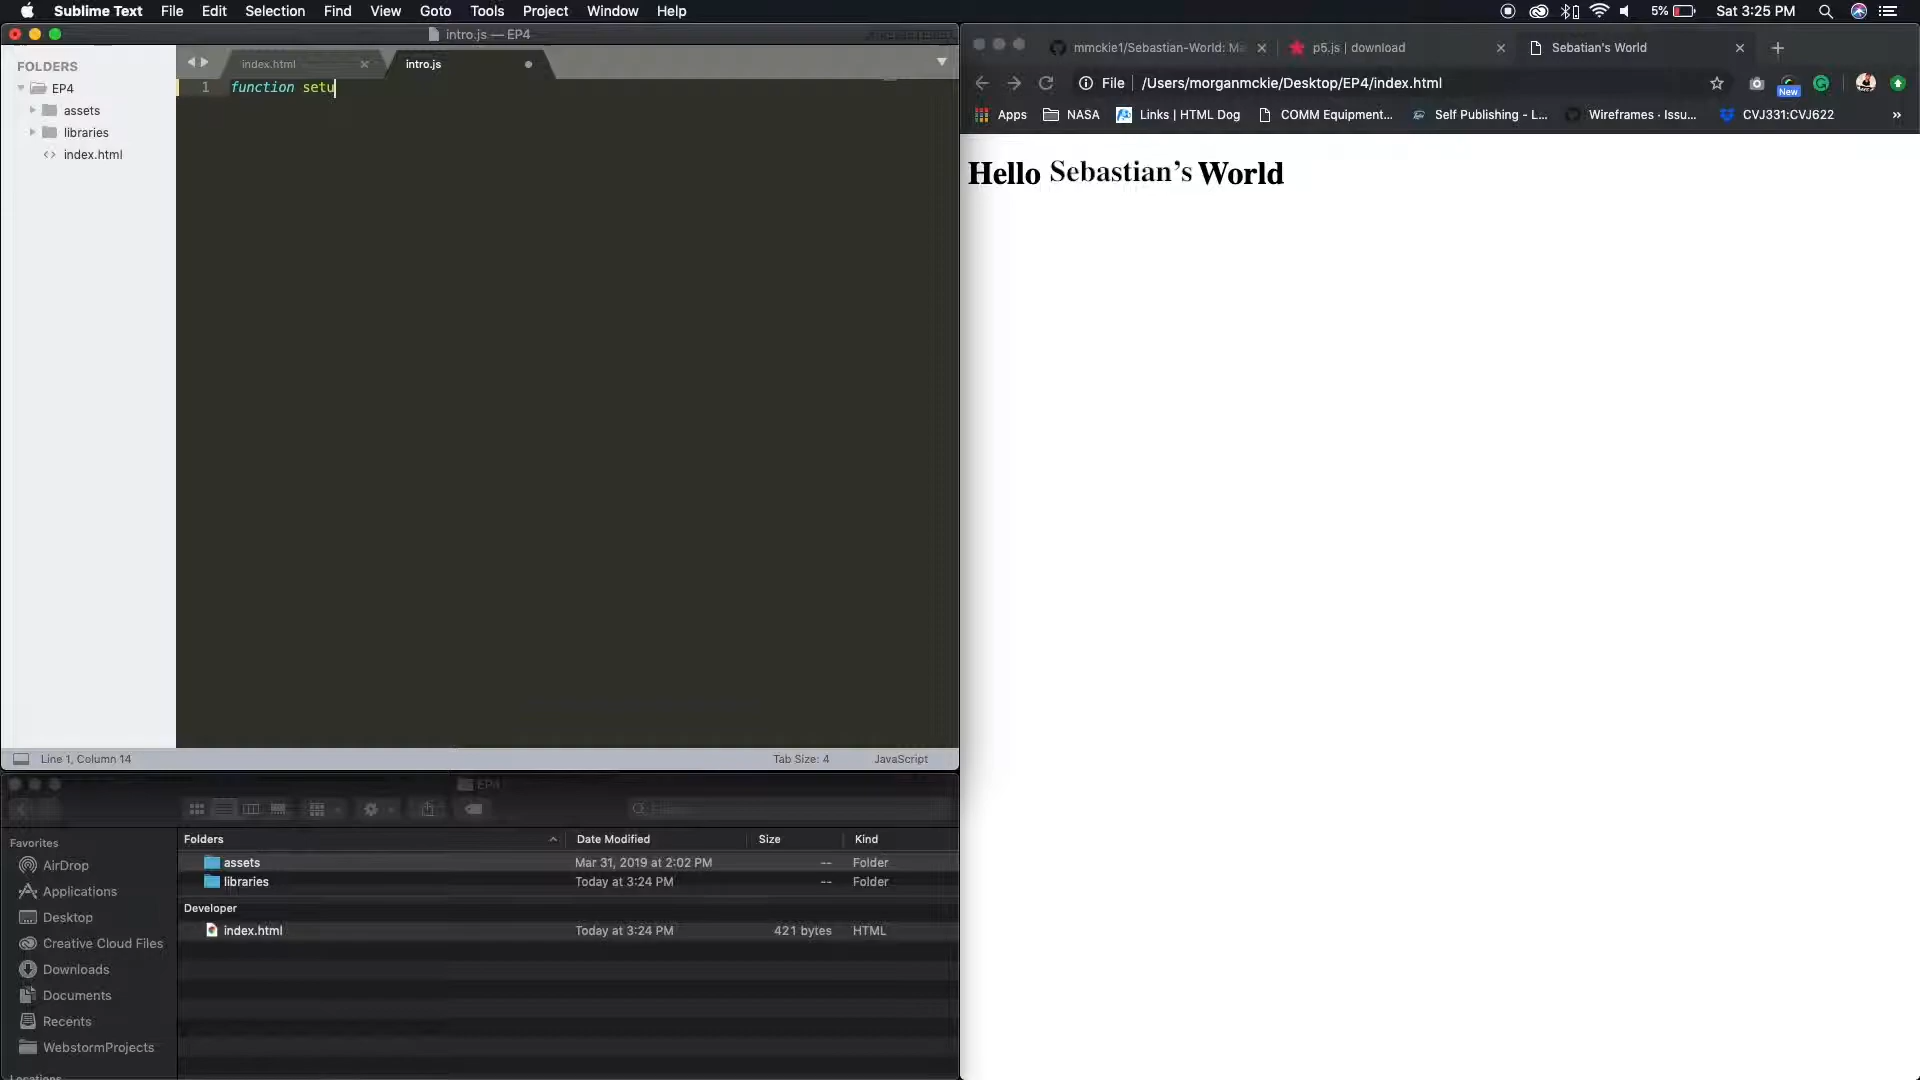 Sublime Text File Edit Selection Find View Goto Tools Project Window Help 5% Sat 3:25 PM
intro.js — EP4
FOLDERS
EP4
assets
libraries
index.html
index.html
intro.js
1 function setu
Line 1, Column 14 Tab Size: 4 JavaScript
mmckie1/Sebastian-World: Ma
p5.js | download
Sebatian's World
File /Users/morganmckie/Desktop/EP4/index.html
New
Apps NASA Links | HTML Dog COMM Equipment... Self Publishing - L... Wireframes · Issu... CVJ331:CVJ622 »
Hello Sebastian’s World
EP4
Favorites
AirDrop
Applications
Desktop
Creative Cloud Files
Downloads
Documents
Recents
WebstormProjects
Locations
Folders Date Modified Size Kind
assets Mar 31, 2019 at 2:02 PM -- Folder
libraries Today at 3:24 PM -- Folder
Developer
index.html Today at 3:24 PM 421 bytes HTML